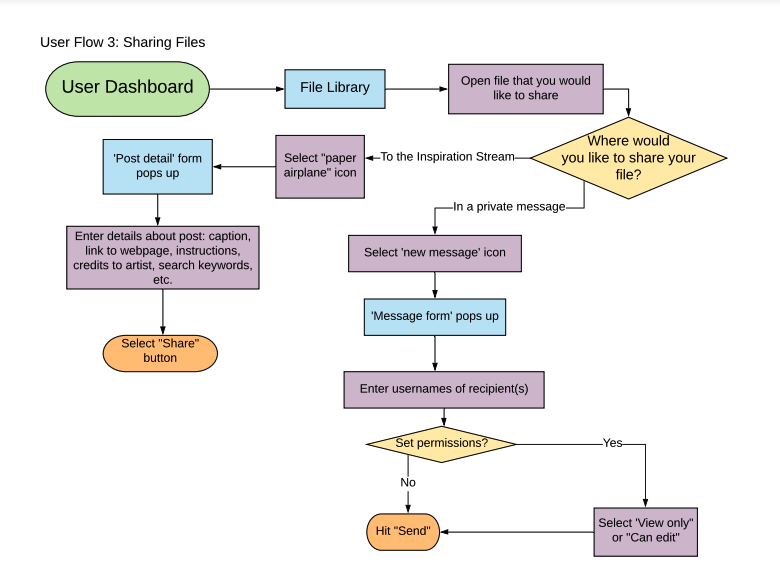 User Flow 3: Sharing Files
User Dashboard
File Library
Open file that you would
like to share
Where would
you like to share your
file?
To the Inspiration Stream
Select "paper
airplane" icon
'Post detail' form
pops up
Enter details about post: caption,
link to webpage, instructions,
credits to artist, search keywords,
etc.
Select "Share"
button
In a private message
Select 'new message' icon
'Message form' pops up
Enter usernames of recipient(s)
Set permissions?
Yes
No
Select 'View only"
or "Can edit"
Hit "Send"